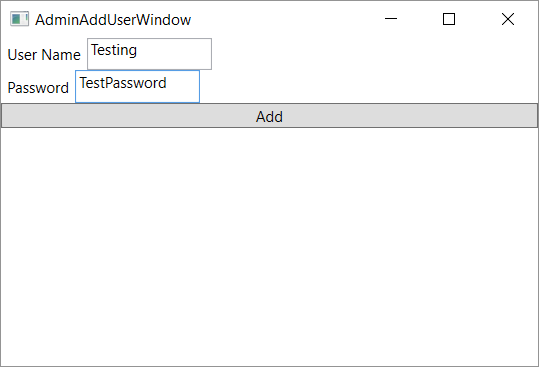 AdminAddUserWindow
User Name Testing
Password TestPassword
Add